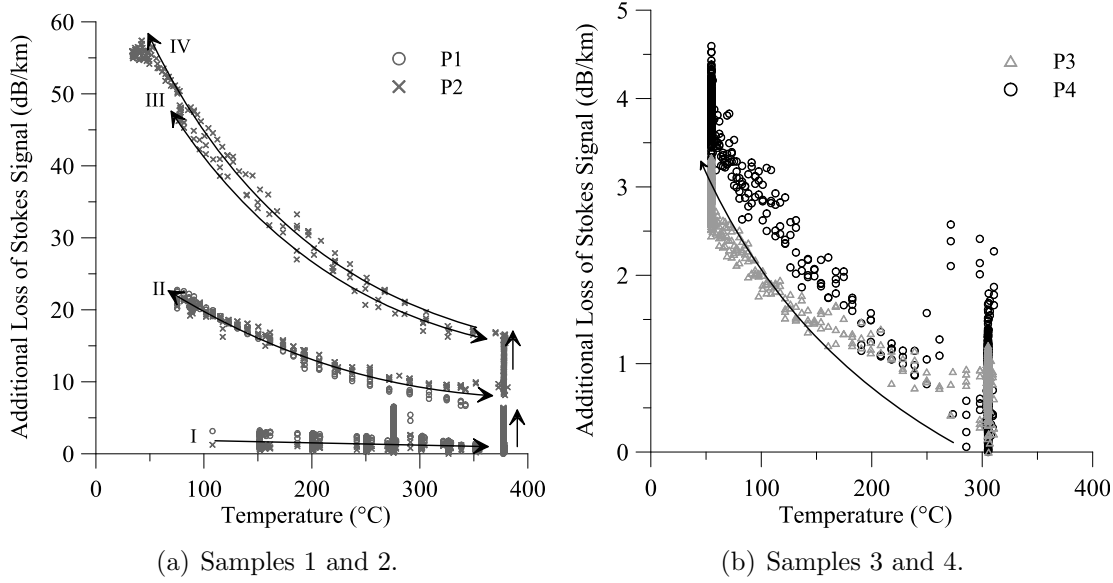 Additional Loss of Stokes Signal (dB/km)
60
50
40
30
20
10
0
IV
III
II
I
P1
P2
0 100 200 300 400
Temperature (°C)
(a) Samples 1 and 2.
Additional Loss of Stokes Signal (dB/km)
5
4
3
2
1
0
P3
P4
0 100 200 300 400
Temperature (°C)
(b) Samples 3 and 4.